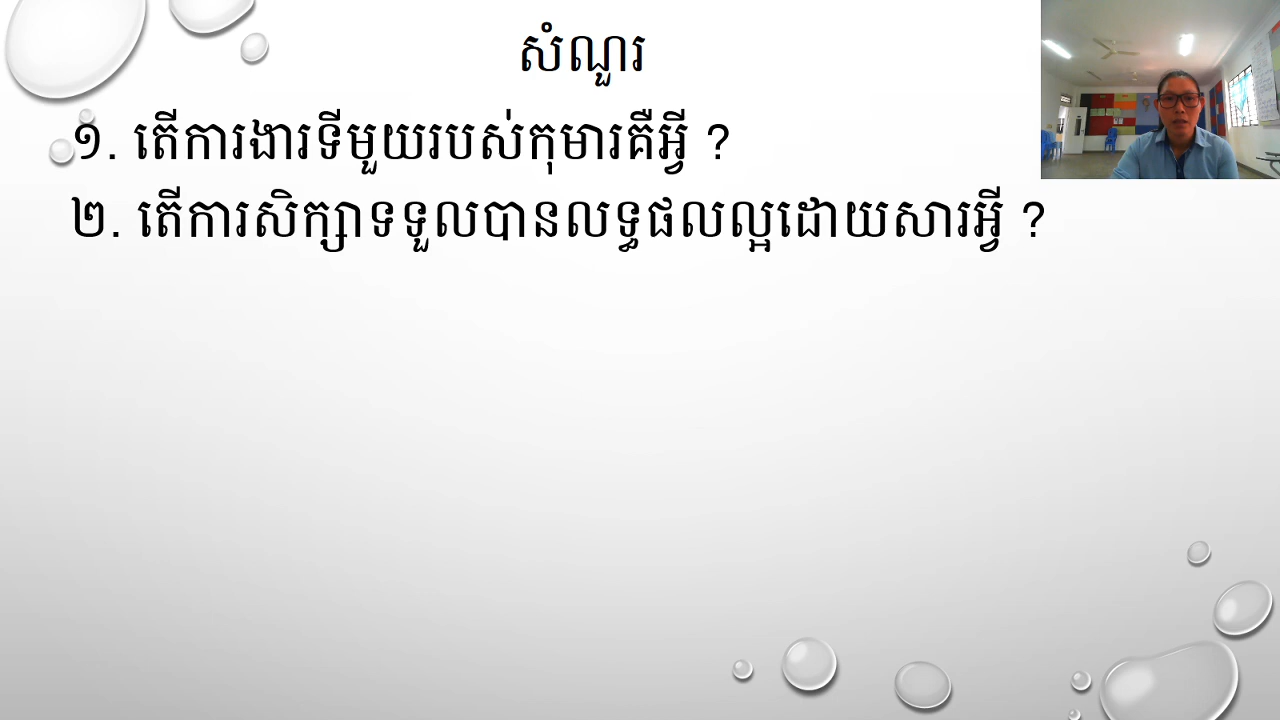 សំណួរ
១. តើការងារទីមួយរបស់កុមារគឺអ្វី ?
២. តើការសិក្សាទទួលបានលទ្ធផលល្អដោយសារអ្វី ?